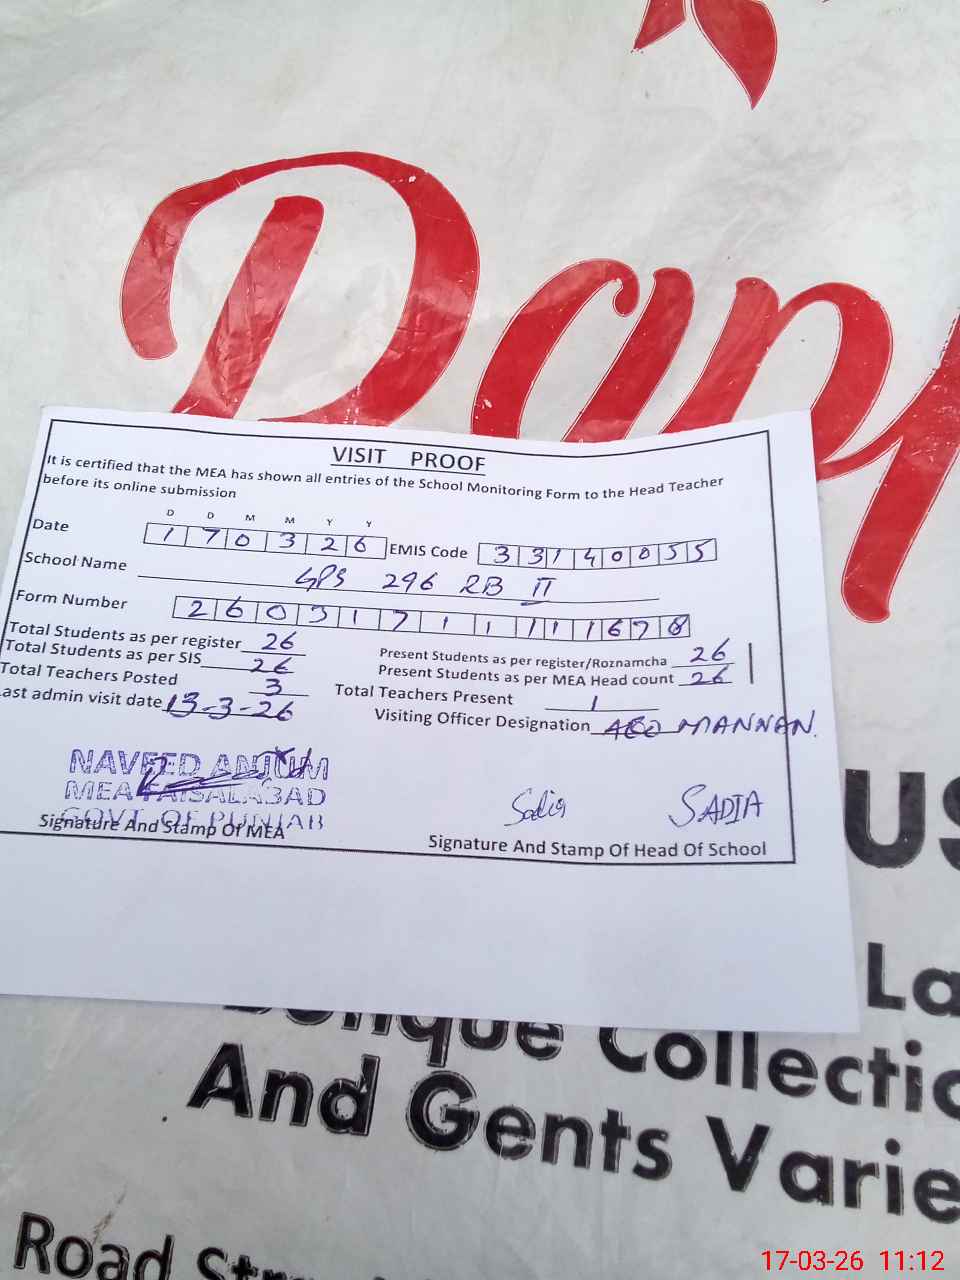 Dap
VISIT PROOF
It is certified that the MEA has shown all entries of the School Monitoring Form to the Head Teacher
before its online submission
D D M M Y Y
Date 1 7 0 3 2 6 EMIS Code 3 3 1 4 0 0 5 5
School Name GPS 296 RB II
Form Number 2 6 0 3 1 7 1 1 1 1 1 6 7 8
Total Students as per register 26
Present Students as per register/Roznamcha 26
Total Students as per SIS 26
Present Students as per MEA Head count 26
Total Teachers Posted 3
Total Teachers Present 1
Last admin visit date 13-3-26
Visiting Officer Designation AEO MANNAN.
NAVEED ANJUM
MEA FAISALABAD
GOVT. OF PUNJAB
Signature And Stamp Of MEA
Sadia SADIA
Signature And Stamp Of Head Of School
US
La
Collectio
And Gents Varie
Road
17-03-26 11:12